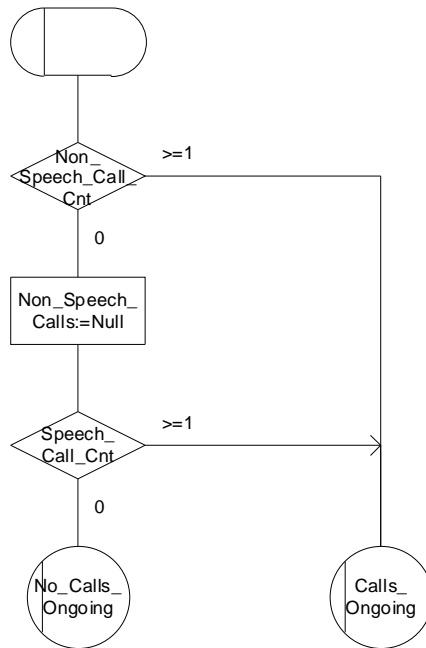 Non_
Speech_Call_
Cnt
>=1
0
Non_Speech_
Calls:=Null
Speech_
Call_Cnt
>=1
0
No_Calls_
Ongoing
Calls_
Ongoing